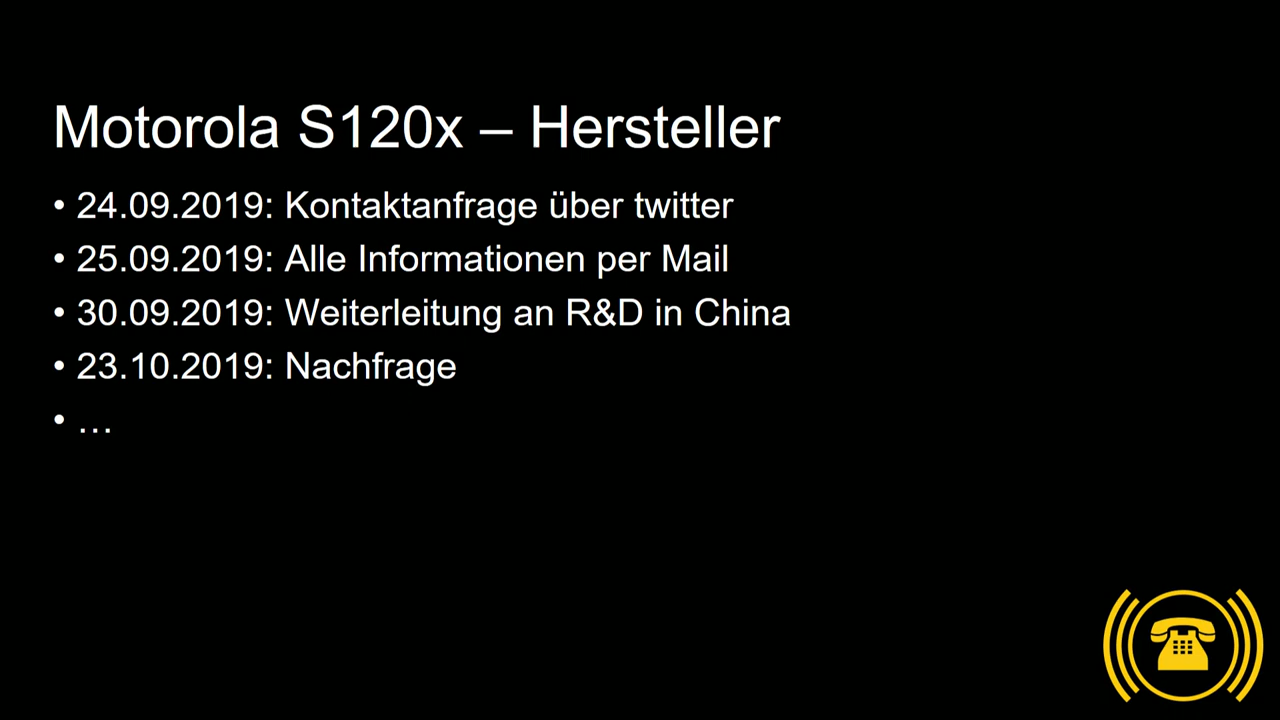 Motorola S120x – Hersteller
• 24.09.2019: Kontaktanfrage über twitter
• 25.09.2019: Alle Informationen per Mail
• 30.09.2019: Weiterleitung an R&D in China
• 23.10.2019: Nachfrage
• …